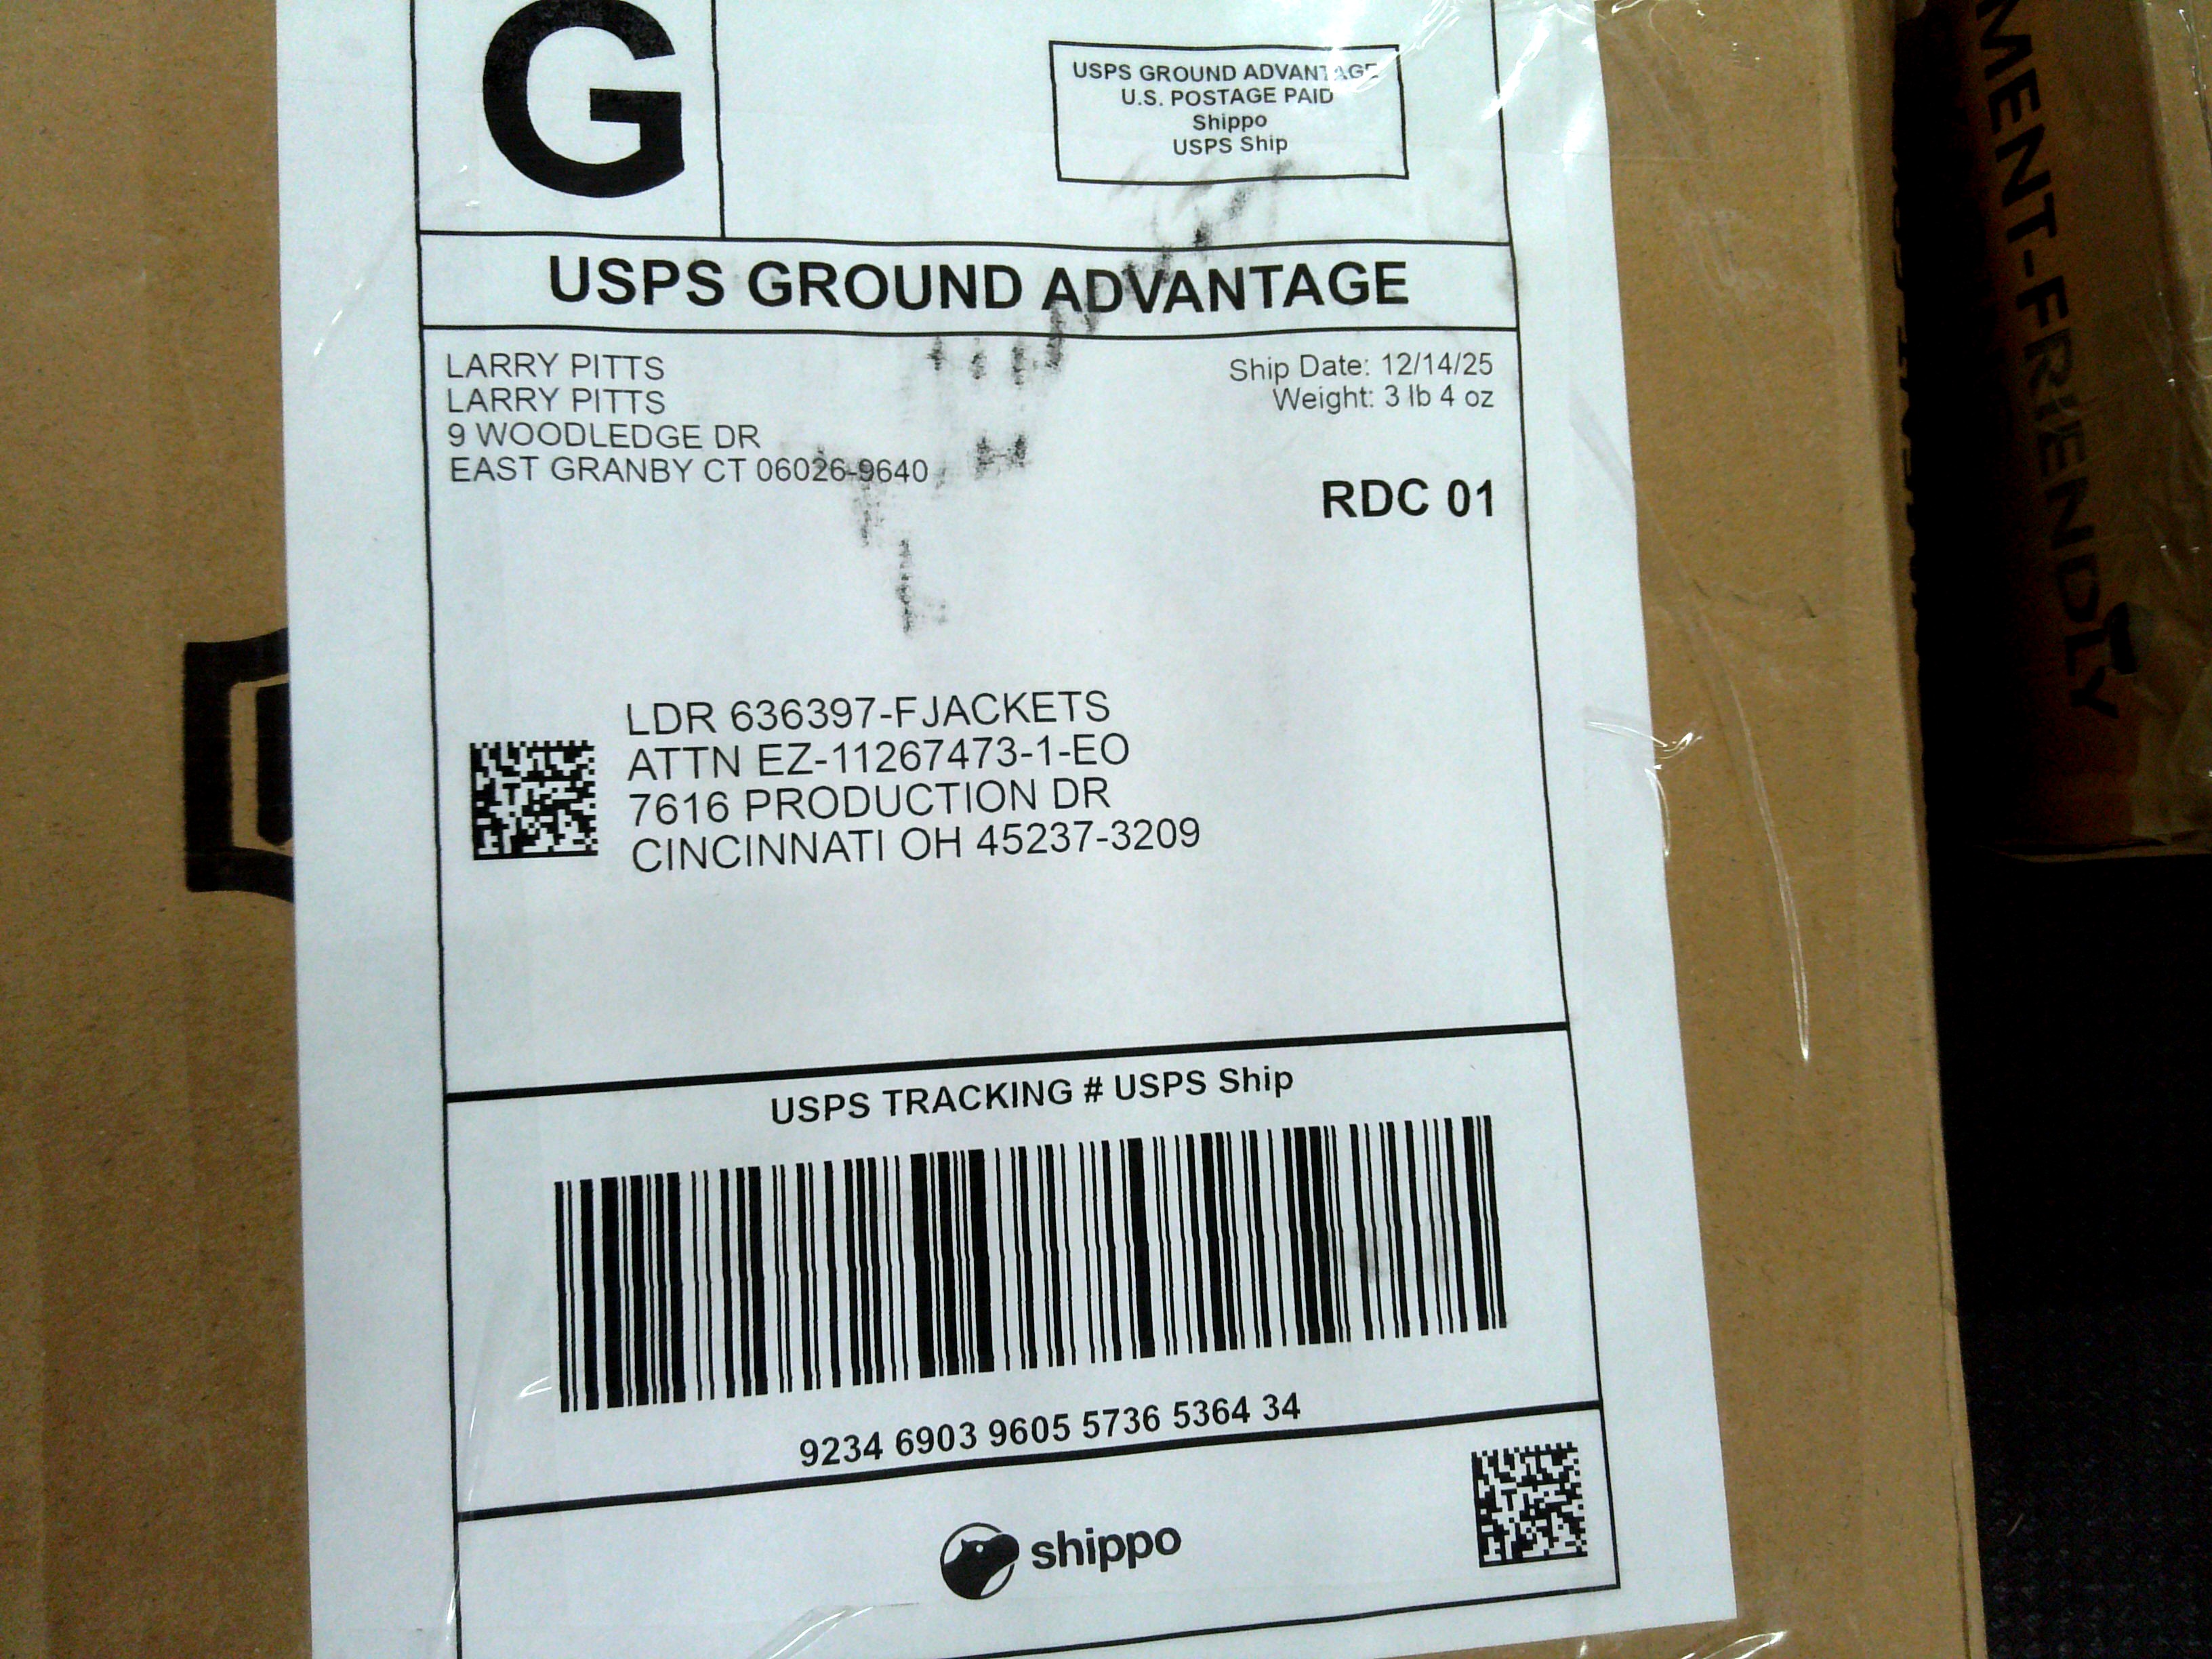 G
USPS GROUND ADVANTAGE
U.S. POSTAGE PAID
Shippo
USPS Ship
USPS GROUND ADVANTAGE
LARRY PITTS
LARRY PITTS
9 WOODLEDGE DR
EAST GRANBY CT 06026-9640
Ship Date: 12/14/25
Weight: 3 lb 4 oz
RDC 01
LDR 636397-FJACKETS
ATTN EZ-11267473-1-EO
7616 PRODUCTION DR
CINCINNATI OH 45237-3209
USPS TRACKING # USPS Ship
9234 6903 9605 5736 5364 34
shippo
MENT-FRIENDLY